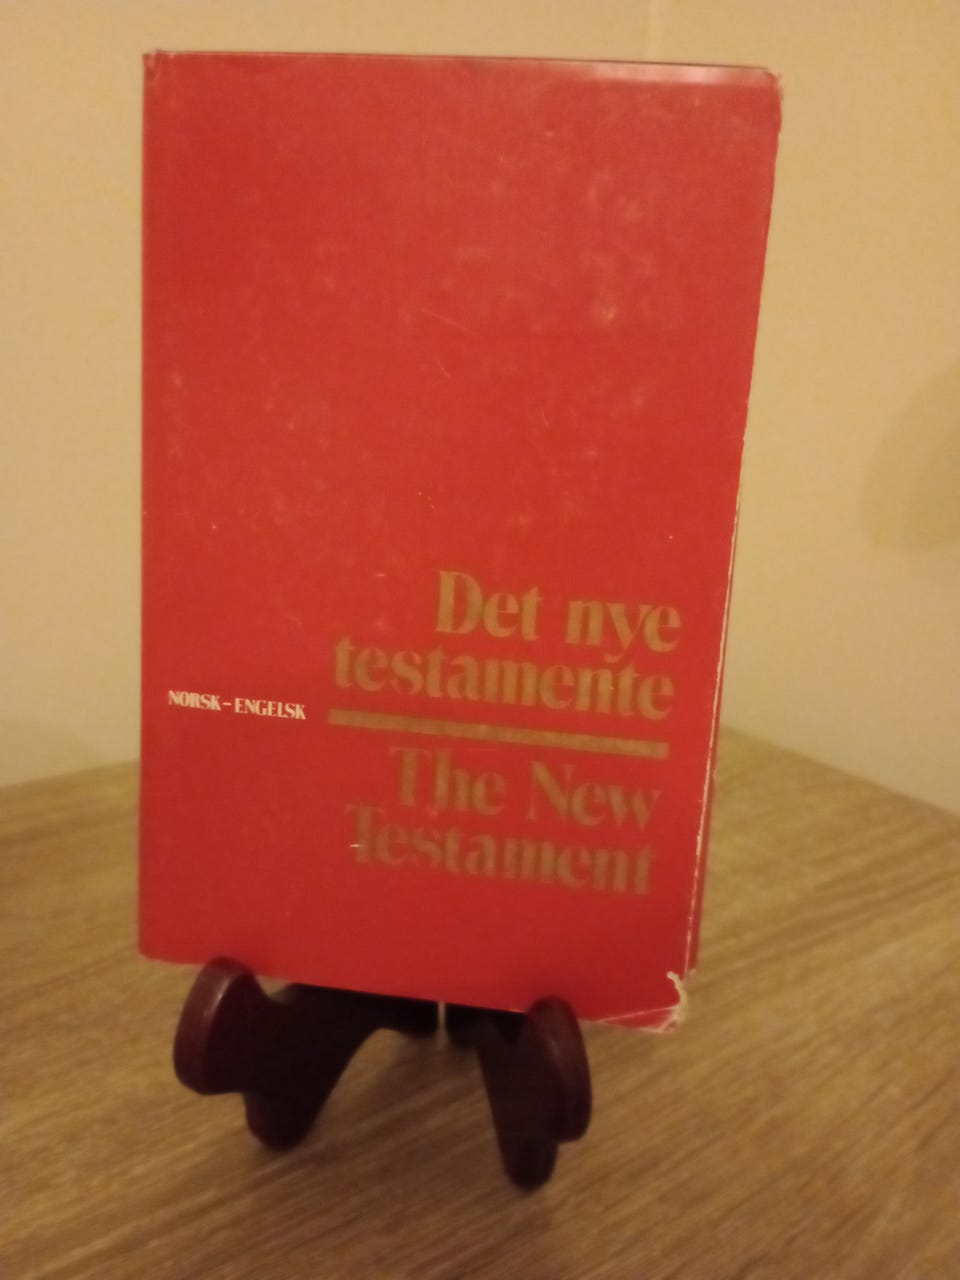 Det nye
testamente
NORSK-ENGELSK
The New
Testament